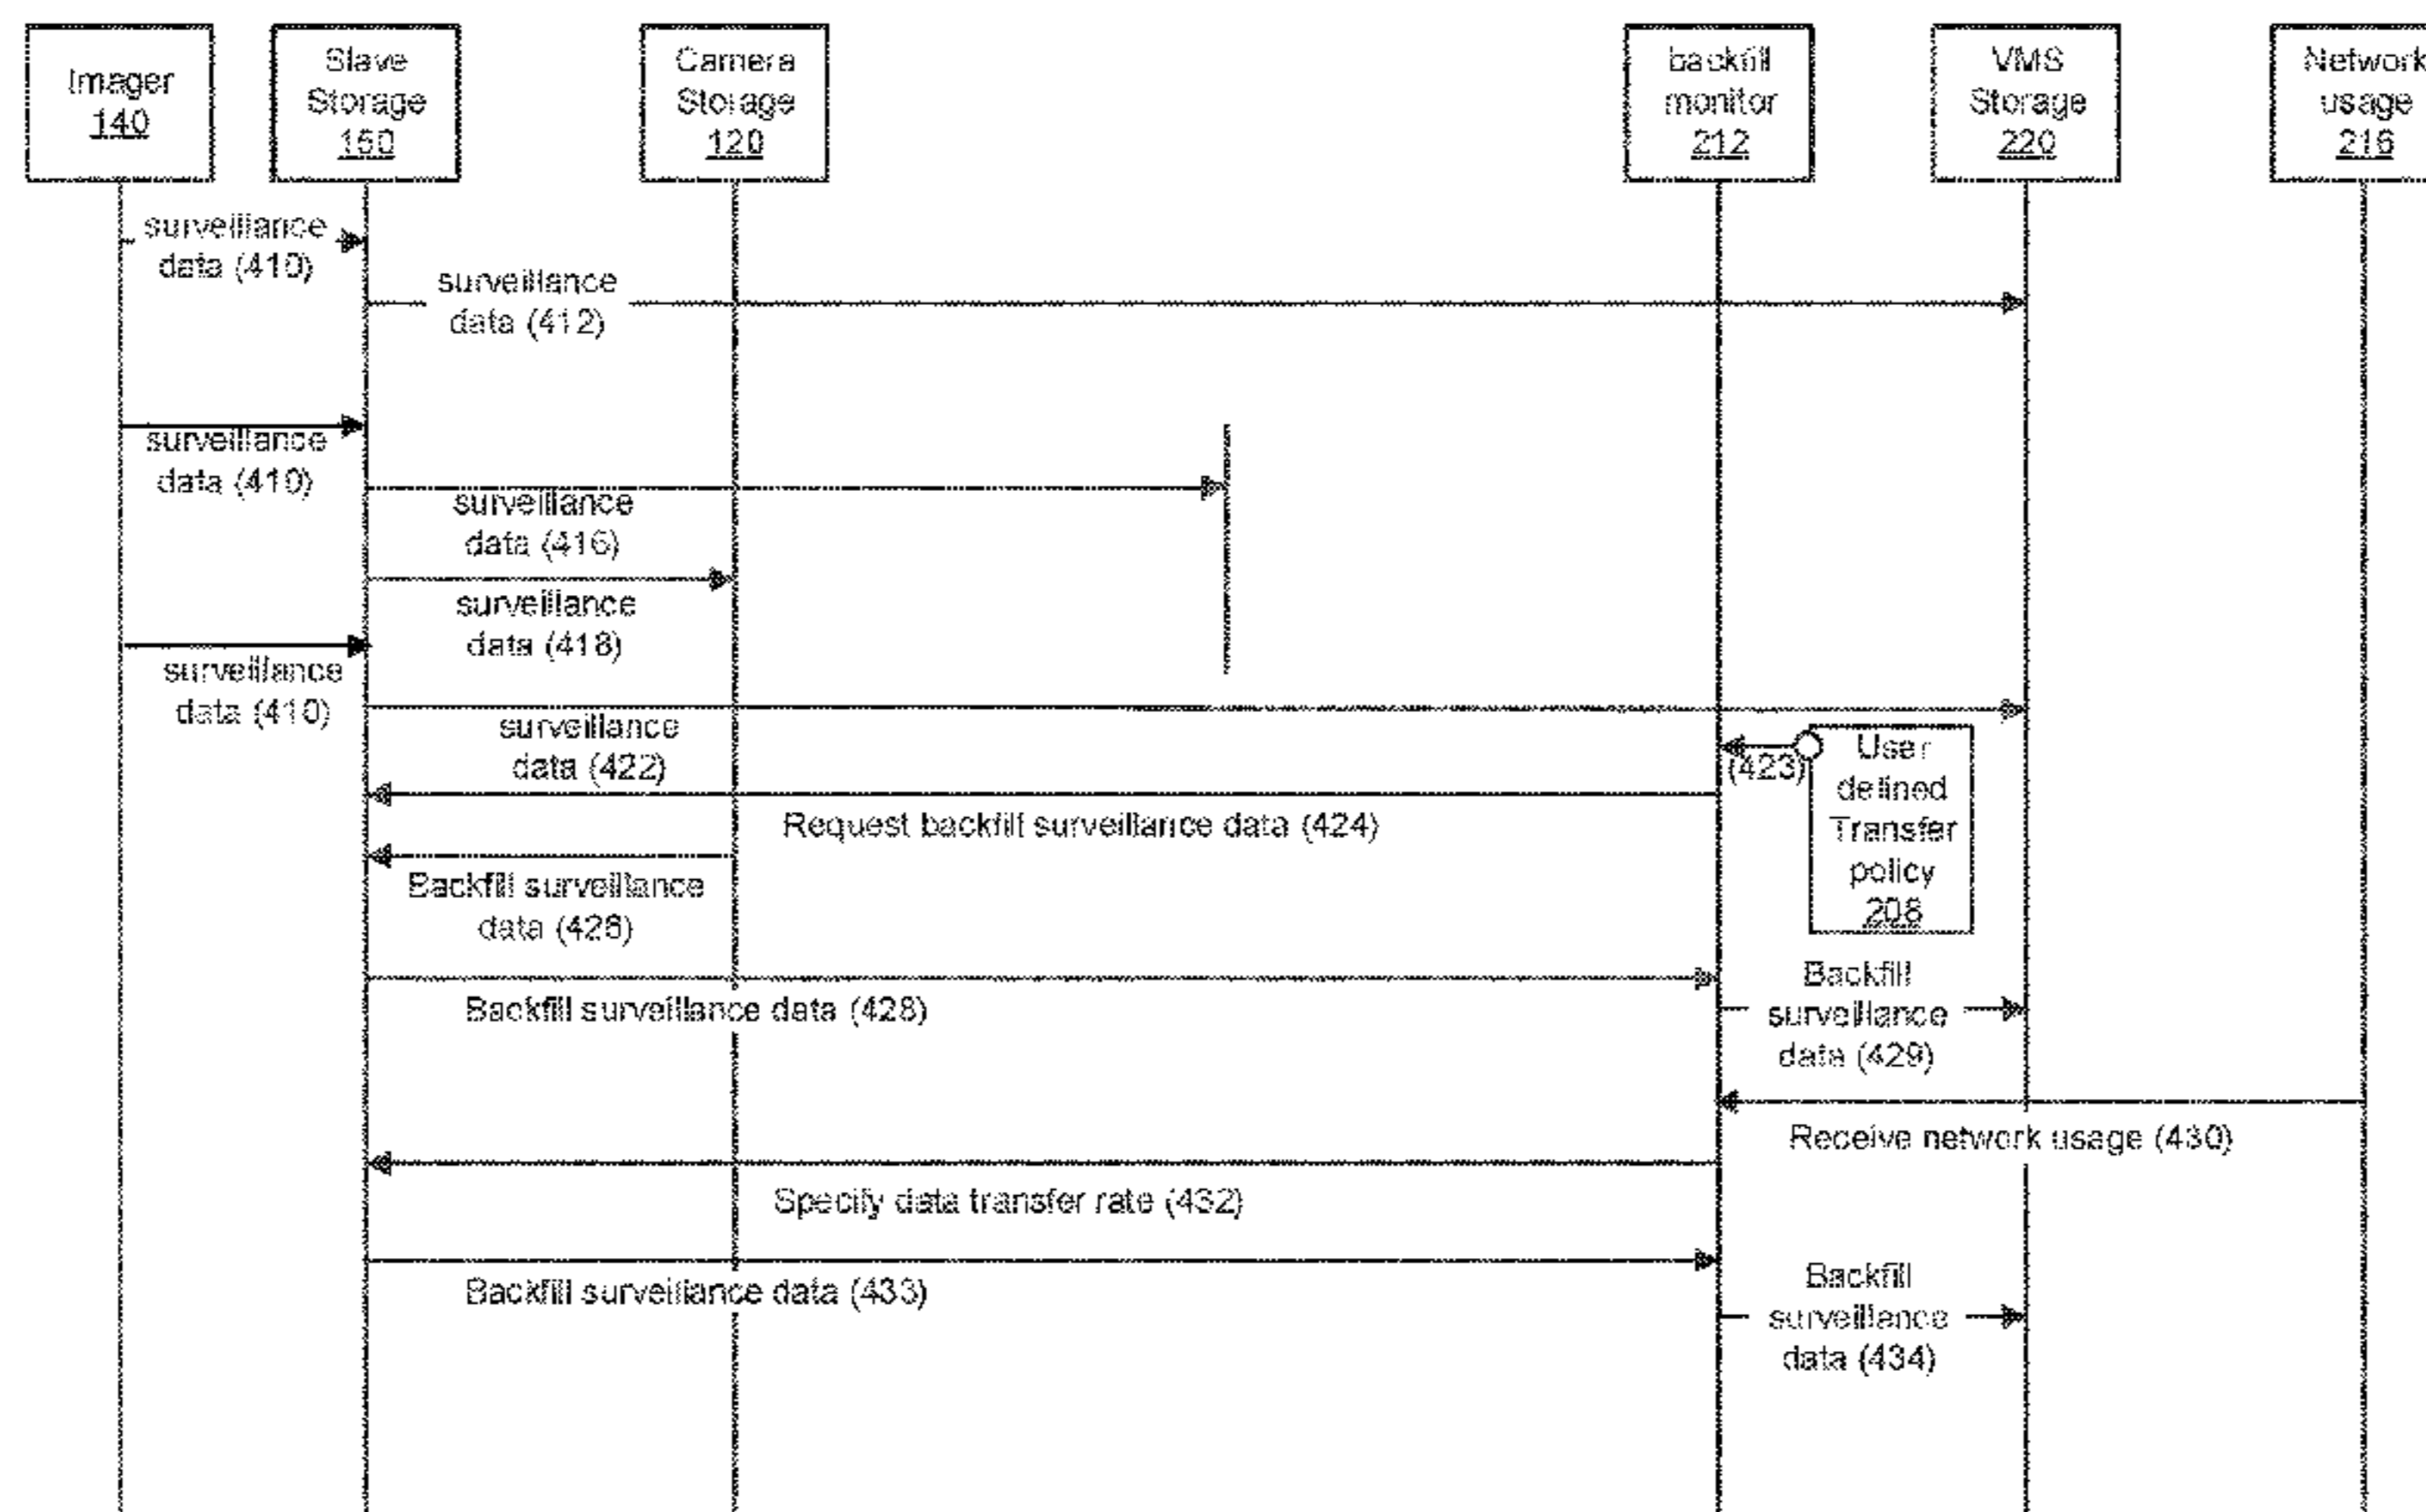 Imager
140
Slave
Storage
160
Camera
Storage
120
backfill
monitor
212
VMS
Storage
220
Network
usage
216
surveillance
data (410)
surveillance
data (412)
surveillance
data (410)
surveillance
data (416)
surveillance
data (418)
surveillance
data (410)
surveillance
data (422)
(423)
User
defined
Transfer
policy
208
Request backfill surveillance data (424)
Backfill surveillance
data (426)
Backfill surveillance data (428)
Backfill
surveillance
data (429)
Receive network usage (430)
Specify data transfer rate (432)
Backfill surveillance data (433)
Backfill
surveillance
data (434)